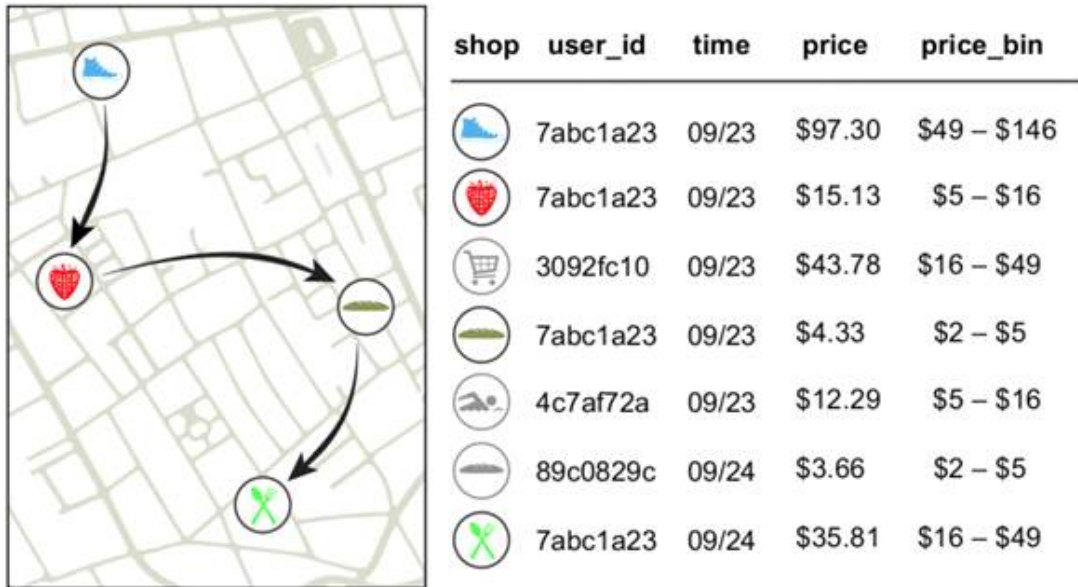 shop user_id time price price_bin
7abc1a23 09/23 $97.30 $49 – $146
7abc1a23 09/23 $15.13 $5 – $16
3092fc10 09/23 $43.78 $16 – $49
7abc1a23 09/23 $4.33 $2 – $5
4c7af72a 09/23 $12.29 $5 – $16
89c0829c 09/24 $3.66 $2 – $5
7abc1a23 09/24 $35.81 $16 – $49